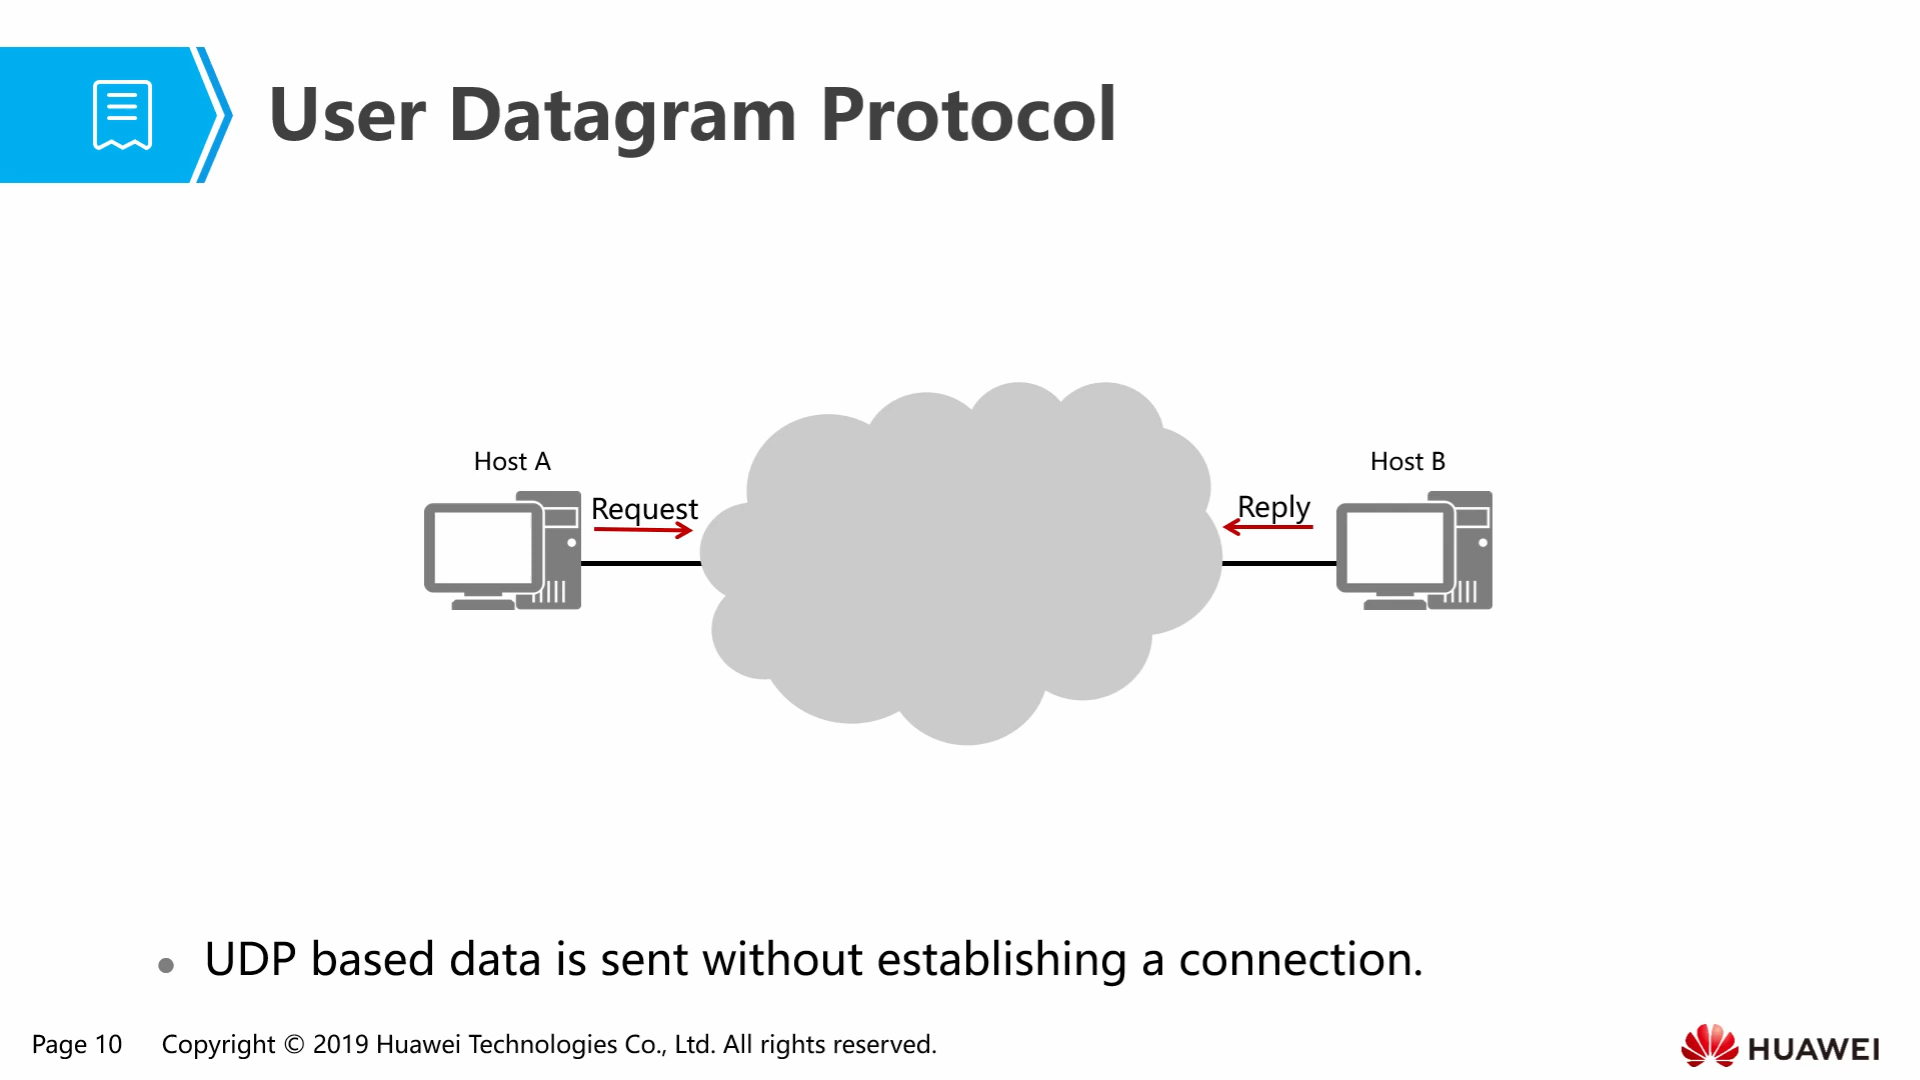 User Datagram Protocol
Host A
Host B
Request
Reply
● UDP based data is sent without establishing a connection.
Page 10 Copyright © 2019 Huawei Technologies Co., Ltd. All rights reserved.
HUAWEI